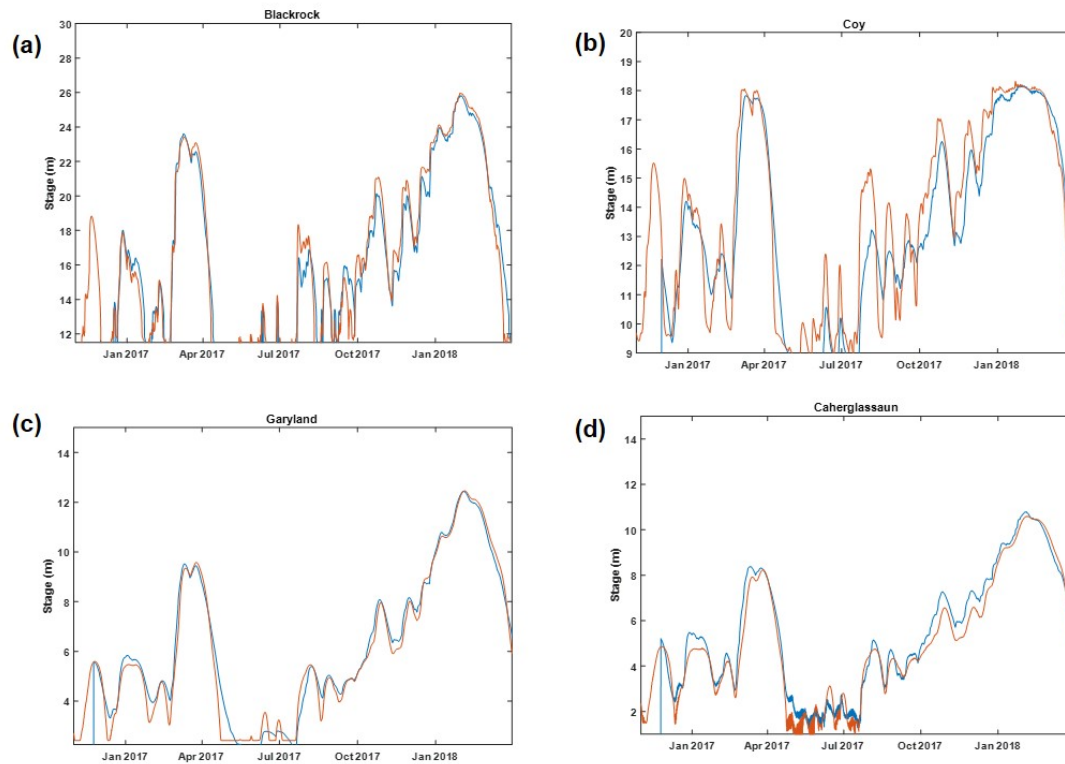 (a)
Blackrock
Stage (m)
30
28
26
24
22
20
18
16
14
12
Jan 2017 Apr 2017 Jul 2017 Oct 2017 Jan 2018
(b)
Coy
Stage (m)
20
19
18
17
16
15
14
13
12
11
10
9
Jan 2017 Apr 2017 Jul 2017 Oct 2017 Jan 2018
(c)
Garyland
Stage (m)
14
12
10
8
6
4
Jan 2017 Apr 2017 Jul 2017 Oct 2017 Jan 2018
(d)
Caherglassaun
Stage (m)
14
12
10
8
6
4
2
Jan 2017 Apr 2017 Jul 2017 Oct 2017 Jan 2018